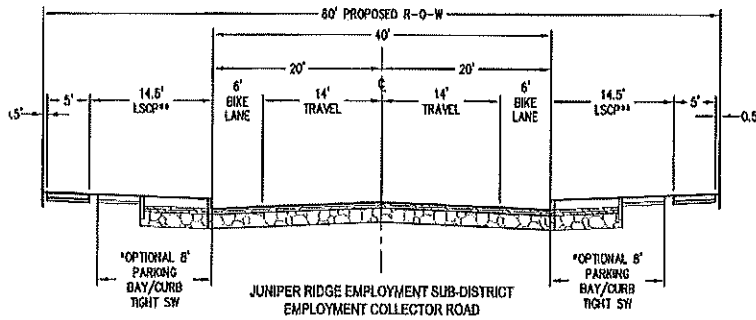 80' PROPOSED R-O-W
40'
20' 20'
℄
.5' 5' 14.5' LSCP** 6' BIKE LANE 14' TRAVEL 14' TRAVEL 6' BIKE LANE 14.5' LSCP** 5' 0.5'
*OPTIONAL 8'
PARKING
BAY/CURB
TIGHT SW
*OPTIONAL 8'
PARKING
BAY/CURB
TIGHT SW
JUNIPER RIDGE EMPLOYMENT SUB-DISTRICT
EMPLOYMENT COLLECTOR ROAD